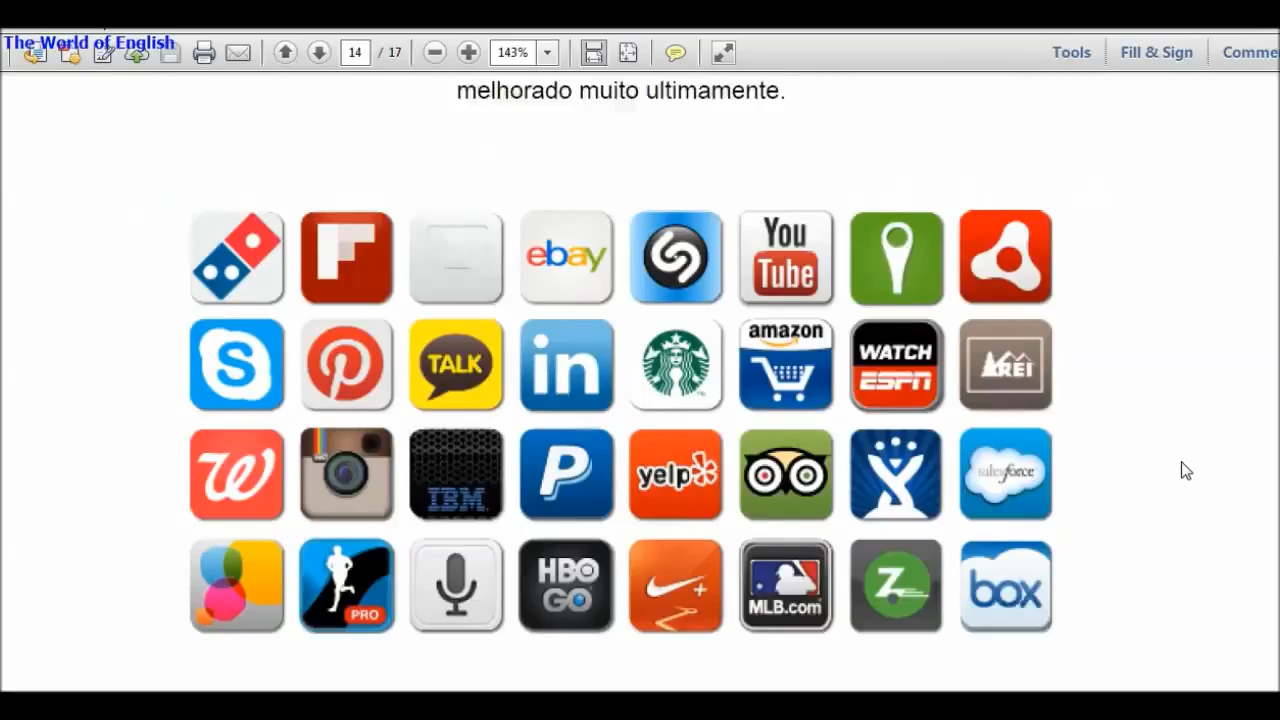 The World of English
14 / 17
143%
Tools
Fill & Sign
Comme
melhorado muito ultimamente.
F
ebay
You
Tube
S
P
TALK
in
amazon
WATCH
ESPN
REI
W
IBM
P
yelp
salesforce
PRO
HBO
GO
+
MLB.com
Z
box